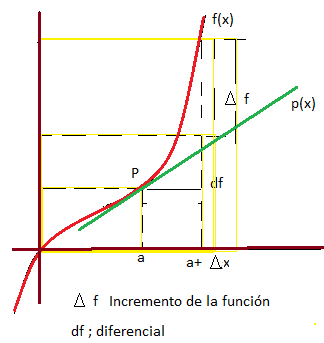 f(x)
Δ f
p(x)
P
df
a
a+ Δx
Δ f Incremento de la función
df ; diferencial